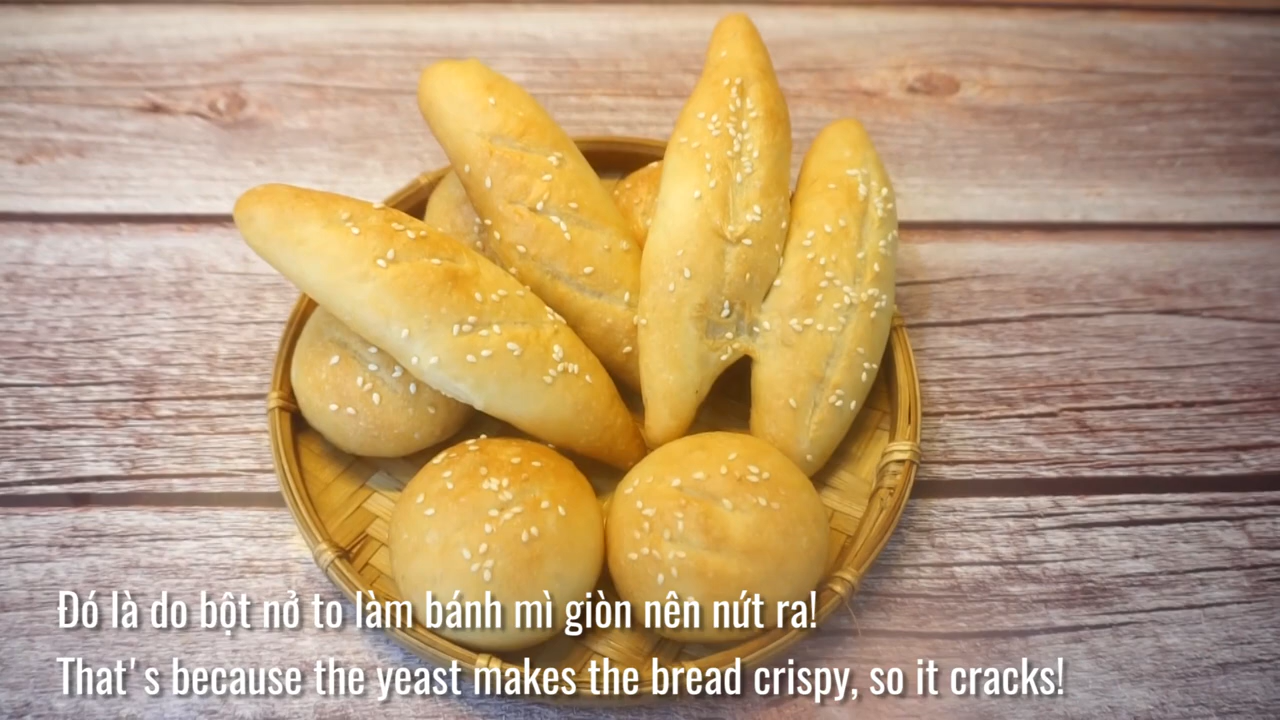 Đó là do bột nở to làm bánh mì giòn nên nứt ra!
That's because the yeast makes the bread crispy, so it cracks!